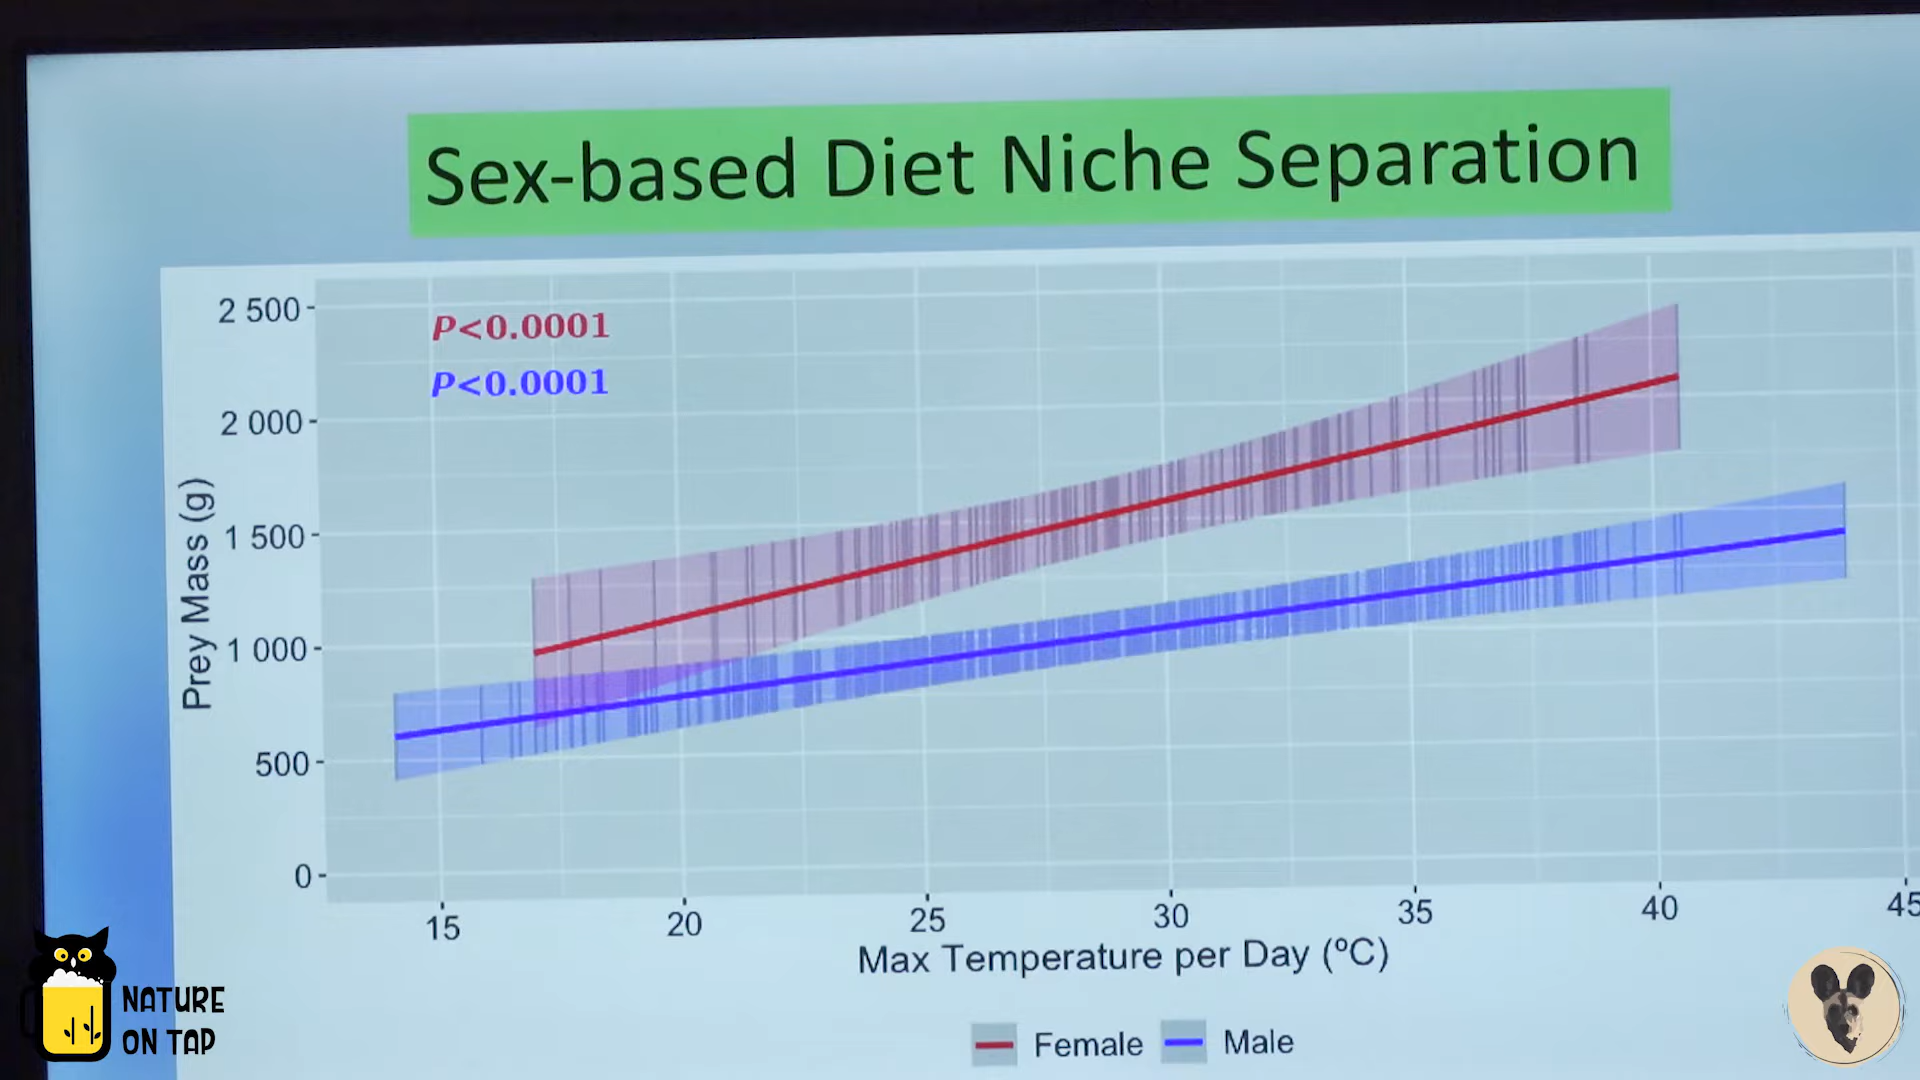 Sex-based Diet Niche Separation
P<0.0001
P<0.0001
2 500
2 000
1 500
1 000
500
0
Prey Mass (g)
15 20 25 30 35 40 45
Max Temperature per Day (ºC)
Female Male
NATURE
ON TAP